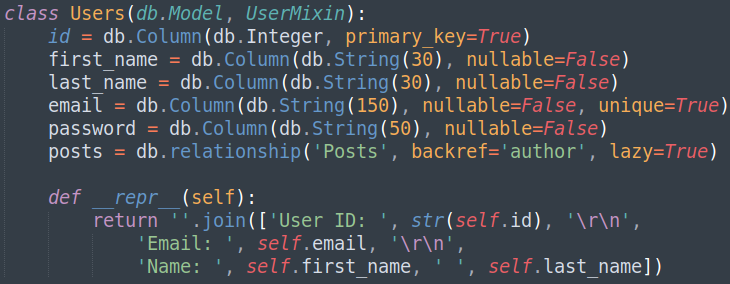 class Users(db.Model, UserMixin):
    id = db.Column(db.Integer, primary_key=True)
    first_name = db.Column(db.String(30), nullable=False)
    last_name = db.Column(db.String(30), nullable=False)
    email = db.Column(db.String(150), nullable=False, unique=True)
    password = db.Column(db.String(50), nullable=False)
    posts = db.relationship('Posts', backref='author', lazy=True)

    def __repr__(self):
        return ''.join(['User ID: ', str(self.id), '\r\n',
            'Email: ', self.email, '\r\n',
            'Name: ', self.first_name, ' ', self.last_name])